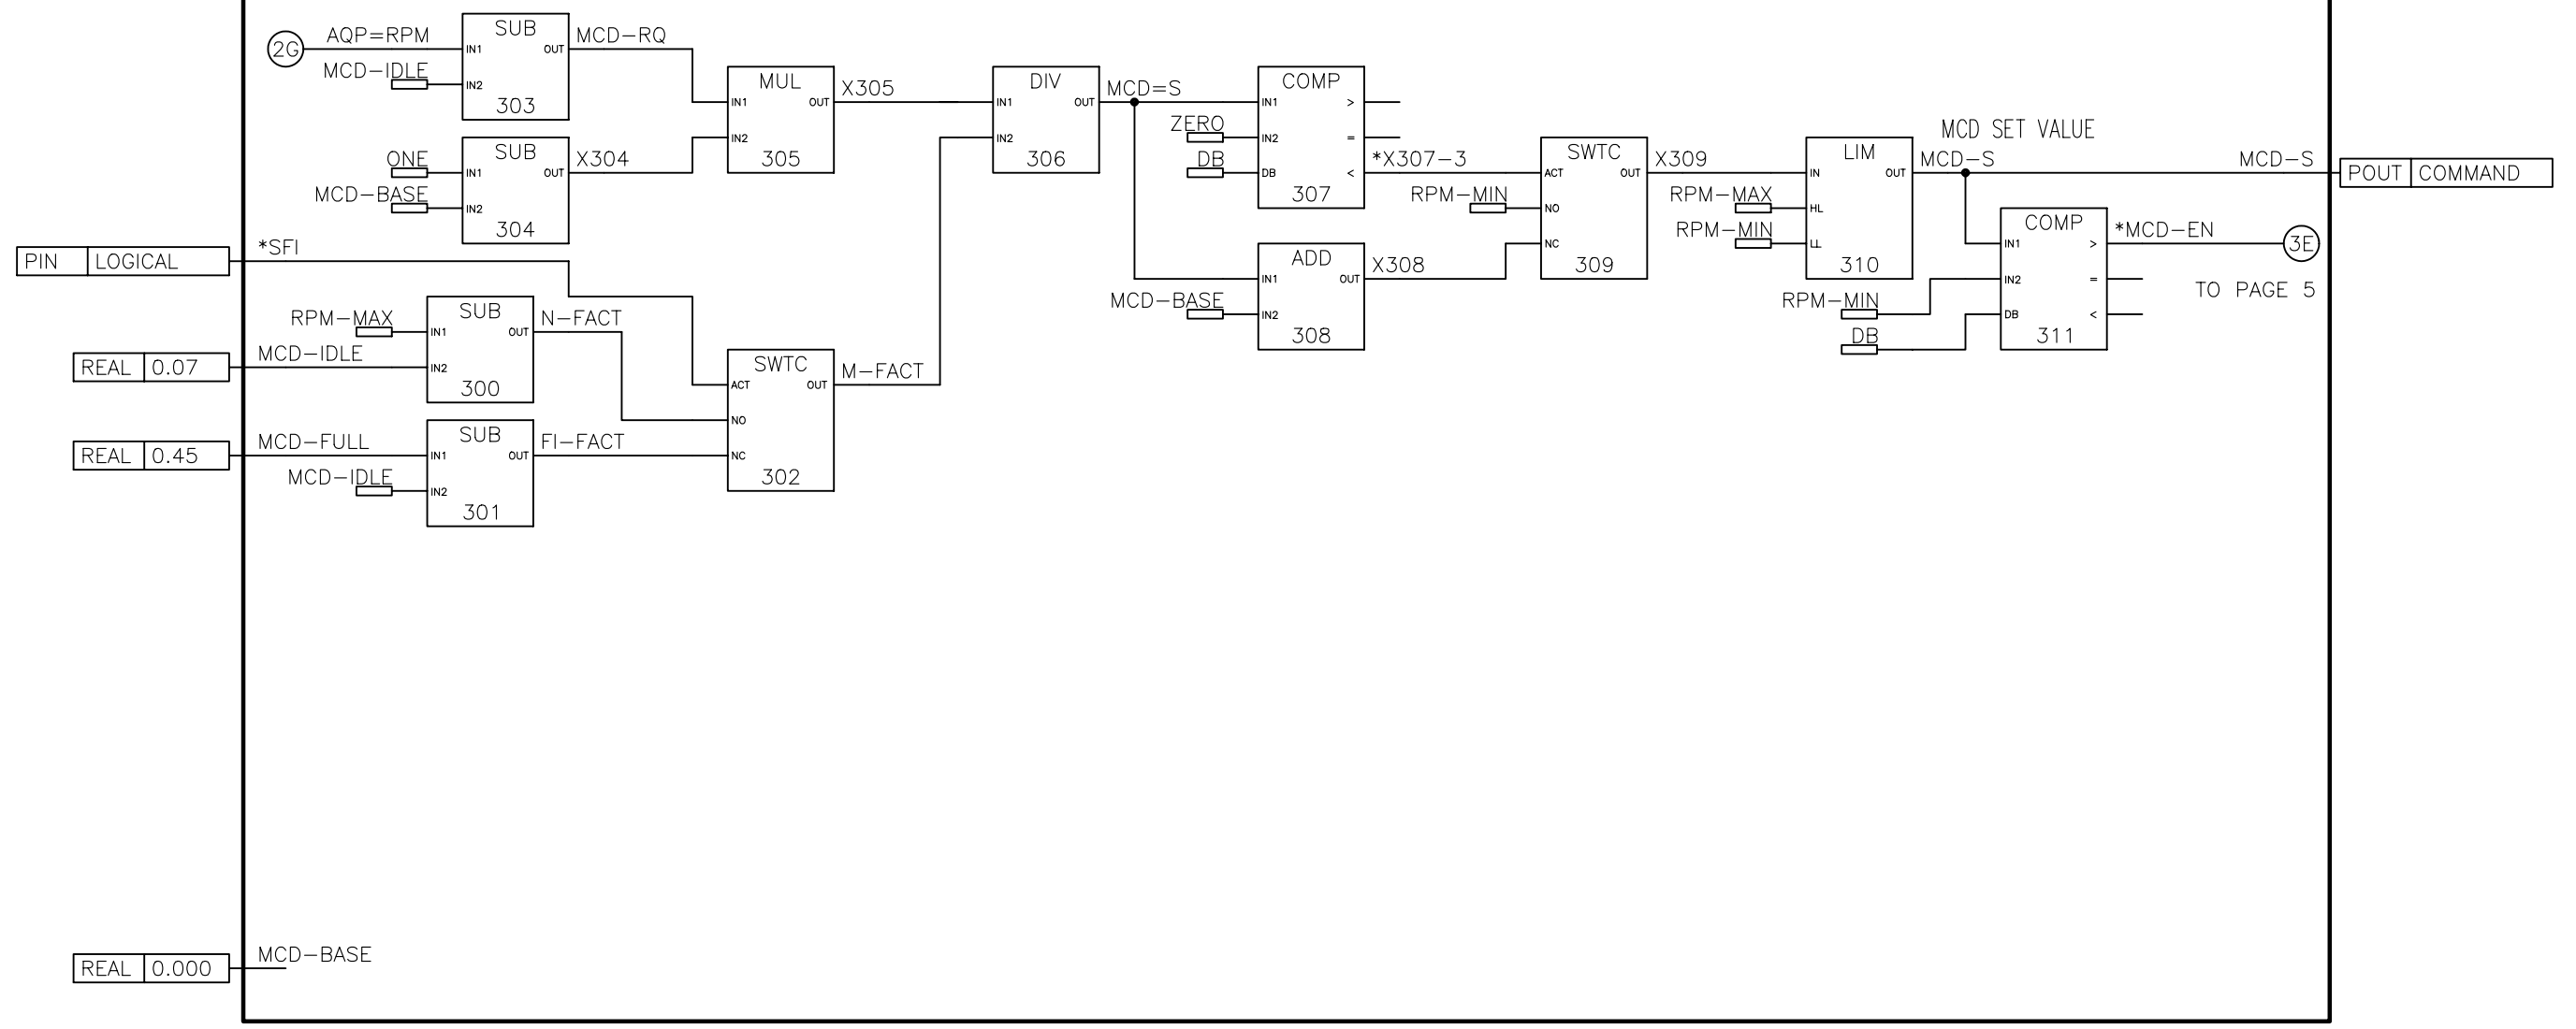 2G AQP=RPM
MCD-IDLE
SUB
IN1 OUT
IN2
303
MCD-RQ
ONE
MCD-BASE
SUB
IN1 OUT
IN2
304
X304
MUL
IN1 OUT
IN2
305
X305
DIV
IN1 OUT
IN2
306
MCD=S
ZERO
DB
COMP
IN1 >
IN2 =
DB <
307
*X307-3
RPM-MIN
MCD-BASE
ADD
IN1 OUT
IN2
308
X308
SWTC
ACT OUT
NO
NC
309
X309
RPM-MAX
RPM-MIN
LIM
IN OUT
HL
LL
310
MCD SET VALUE
MCD-S
MCD-S
POUT COMMAND
RPM-MIN
DB
COMP
IN1 >
IN2 =
DB <
311
*MCD-EN
3E
TO PAGE 5
PIN LOGICAL
*SFI
RPM-MAX
REAL 0.07
MCD-IDLE
SUB
IN1 OUT
IN2
300
N-FACT
REAL 0.45
MCD-FULL
MCD-IDLE
SUB
IN1 OUT
IN2
301
FI-FACT
SWTC
ACT OUT
NO
NC
302
M-FACT
REAL 0.000
MCD-BASE